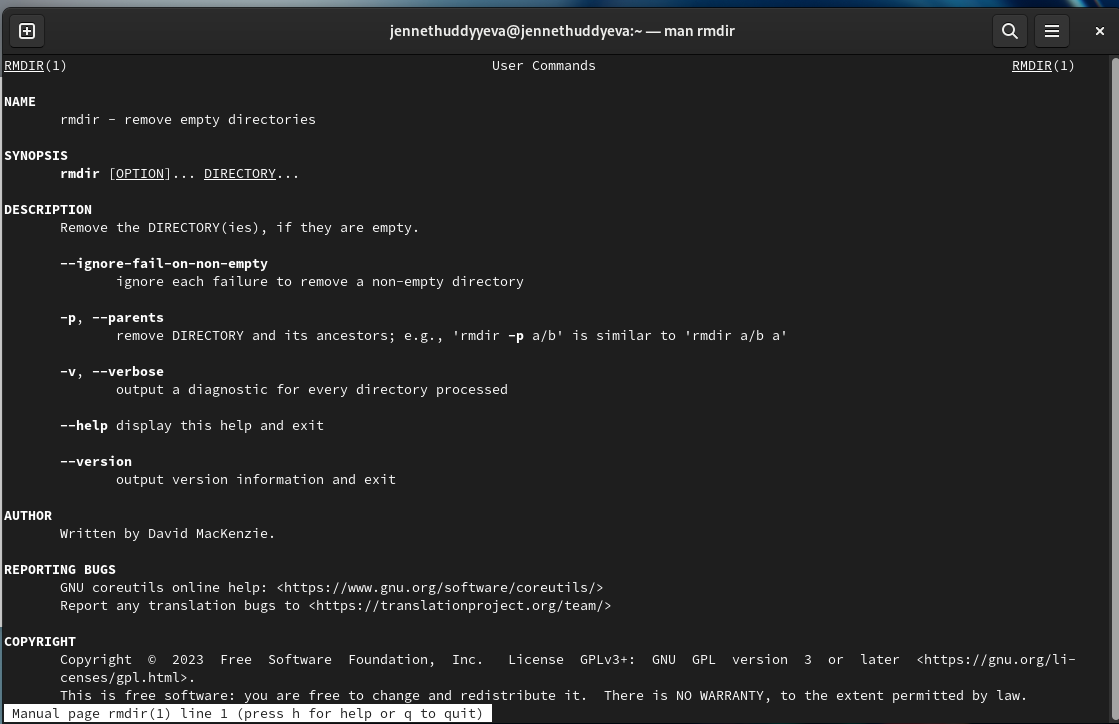 jennethuddyyeva@jennethuddyeva:~ — man rmdir
RMDIR(1) User Commands RMDIR(1)
NAME
rmdir - remove empty directories
SYNOPSIS
rmdir [OPTION]... DIRECTORY...
DESCRIPTION
Remove the DIRECTORY(ies), if they are empty.
--ignore-fail-on-non-empty
ignore each failure to remove a non-empty directory
-p, --parents
remove DIRECTORY and its ancestors; e.g., 'rmdir -p a/b' is similar to 'rmdir a/b a'
-v, --verbose
output a diagnostic for every directory processed
--help display this help and exit
--version
output version information and exit
AUTHOR
Written by David MacKenzie.
REPORTING BUGS
GNU coreutils online help: <https://www.gnu.org/software/coreutils/>
Report any translation bugs to <https://translationproject.org/team/>
COPYRIGHT
Copyright © 2023 Free Software Foundation, Inc. License GPLv3+: GNU GPL version 3 or later <https://gnu.org/li-
censes/gpl.html>.
This is free software: you are free to change and redistribute it. There is NO WARRANTY, to the extent permitted by law.
Manual page rmdir(1) line 1 (press h for help or q to quit)